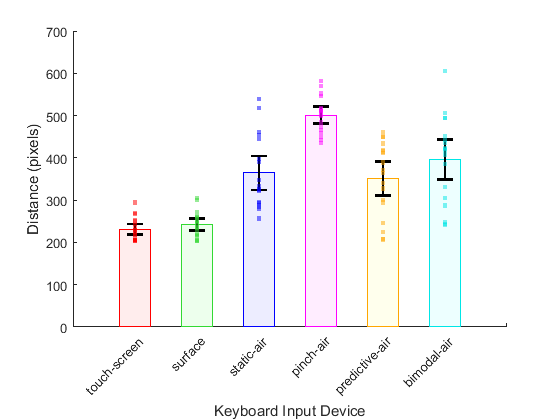 700
600
500
400
300
200
100
0
Distance (pixels)
touch-screen
surface
static-air
pinch-air
predictive-air
bimodal-air
Keyboard Input Device